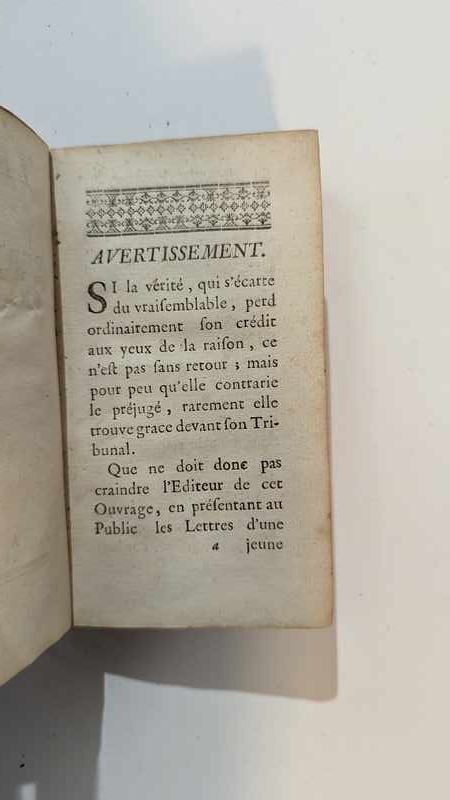 AVERTISSEMENT.
SI la vérité, qui s'écarte
du vraiſemblable, perd
ordinairement ſon crédit
aux yeux de la raiſon, ce
n'eſt pas ſans retour; mais
pour peu qu'elle contrarie
le préjugé, rarement elle
trouve grace devant ſon Tri-
bunal.
Que ne doit donc pas
craindre l'Editeur de cet
Ouvrage, en préſentant au
Public les Lettres d'une
a jeune